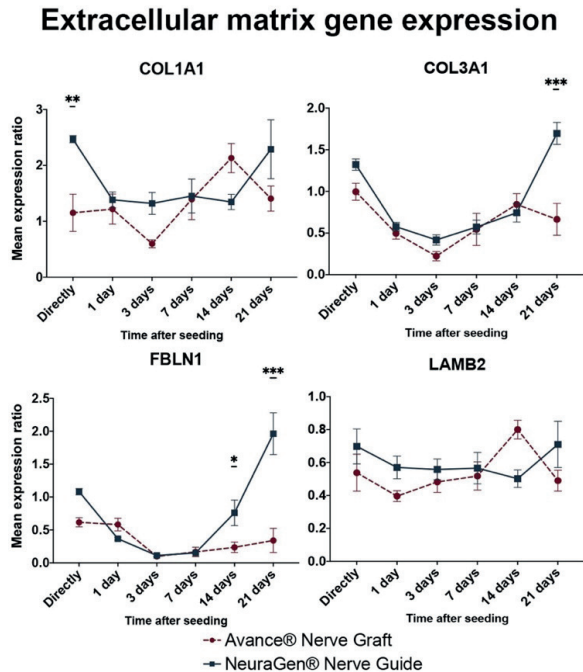 Extracellular matrix gene expression
COL1A1
**
3
2
1
0
Mean expression ratio
Directly
1 day
3 days
7 days
14 days
21 days
Time after seeding
COL3A1
***
2.0
1.5
1.0
0.5
0.0
Directly
1 day
3 days
7 days
14 days
21 days
Time after seeding
FBLN1
***
*
2.5
2.0
1.5
1.0
0.5
0.0
Mean expression ratio
Directly
1 day
3 days
7 days
14 days
21 days
Time after seeding
LAMB2
1.0
0.8
0.6
0.4
0.2
0.0
Directly
1 day
3 days
7 days
14 days
21 days
Time after seeding
Avance® Nerve Graft
NeuraGen® Nerve Guide